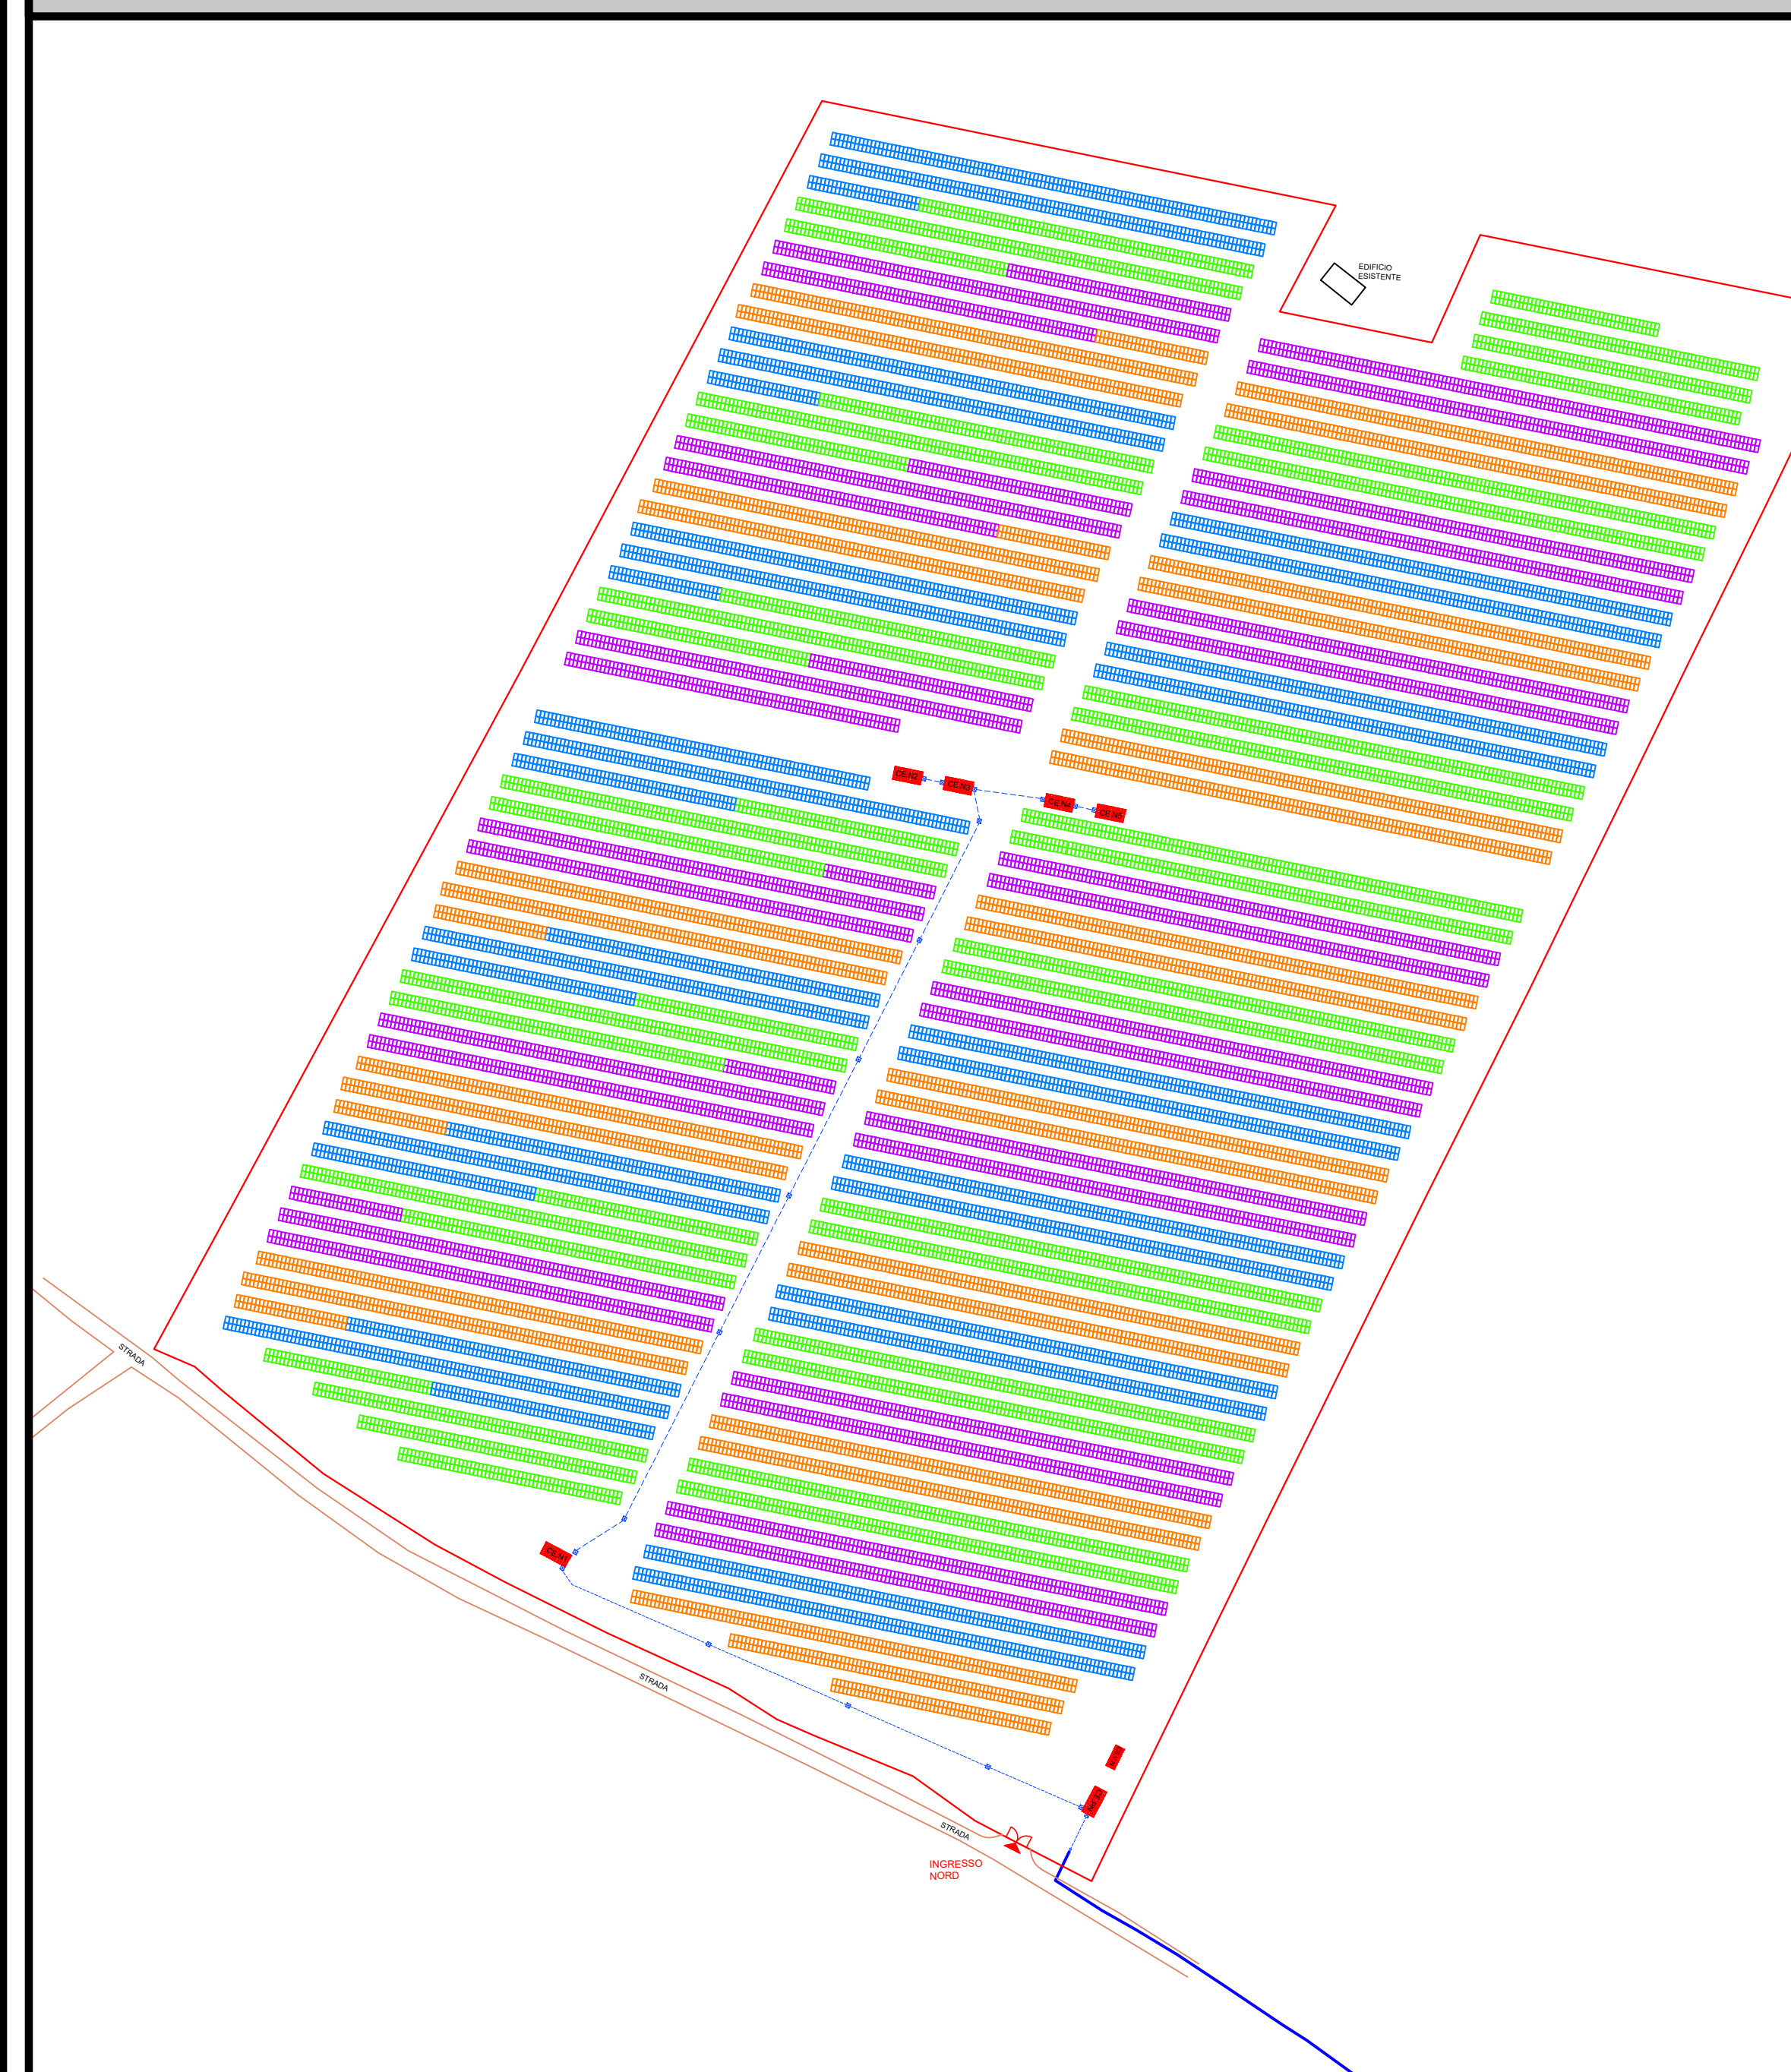 EDIFICIO
ESISTENTE
CE.N2
CE.N3
CE.N4
CE.N5
STRADA
CE.N1
STRADA
STRADA
INGRESSO
NORD